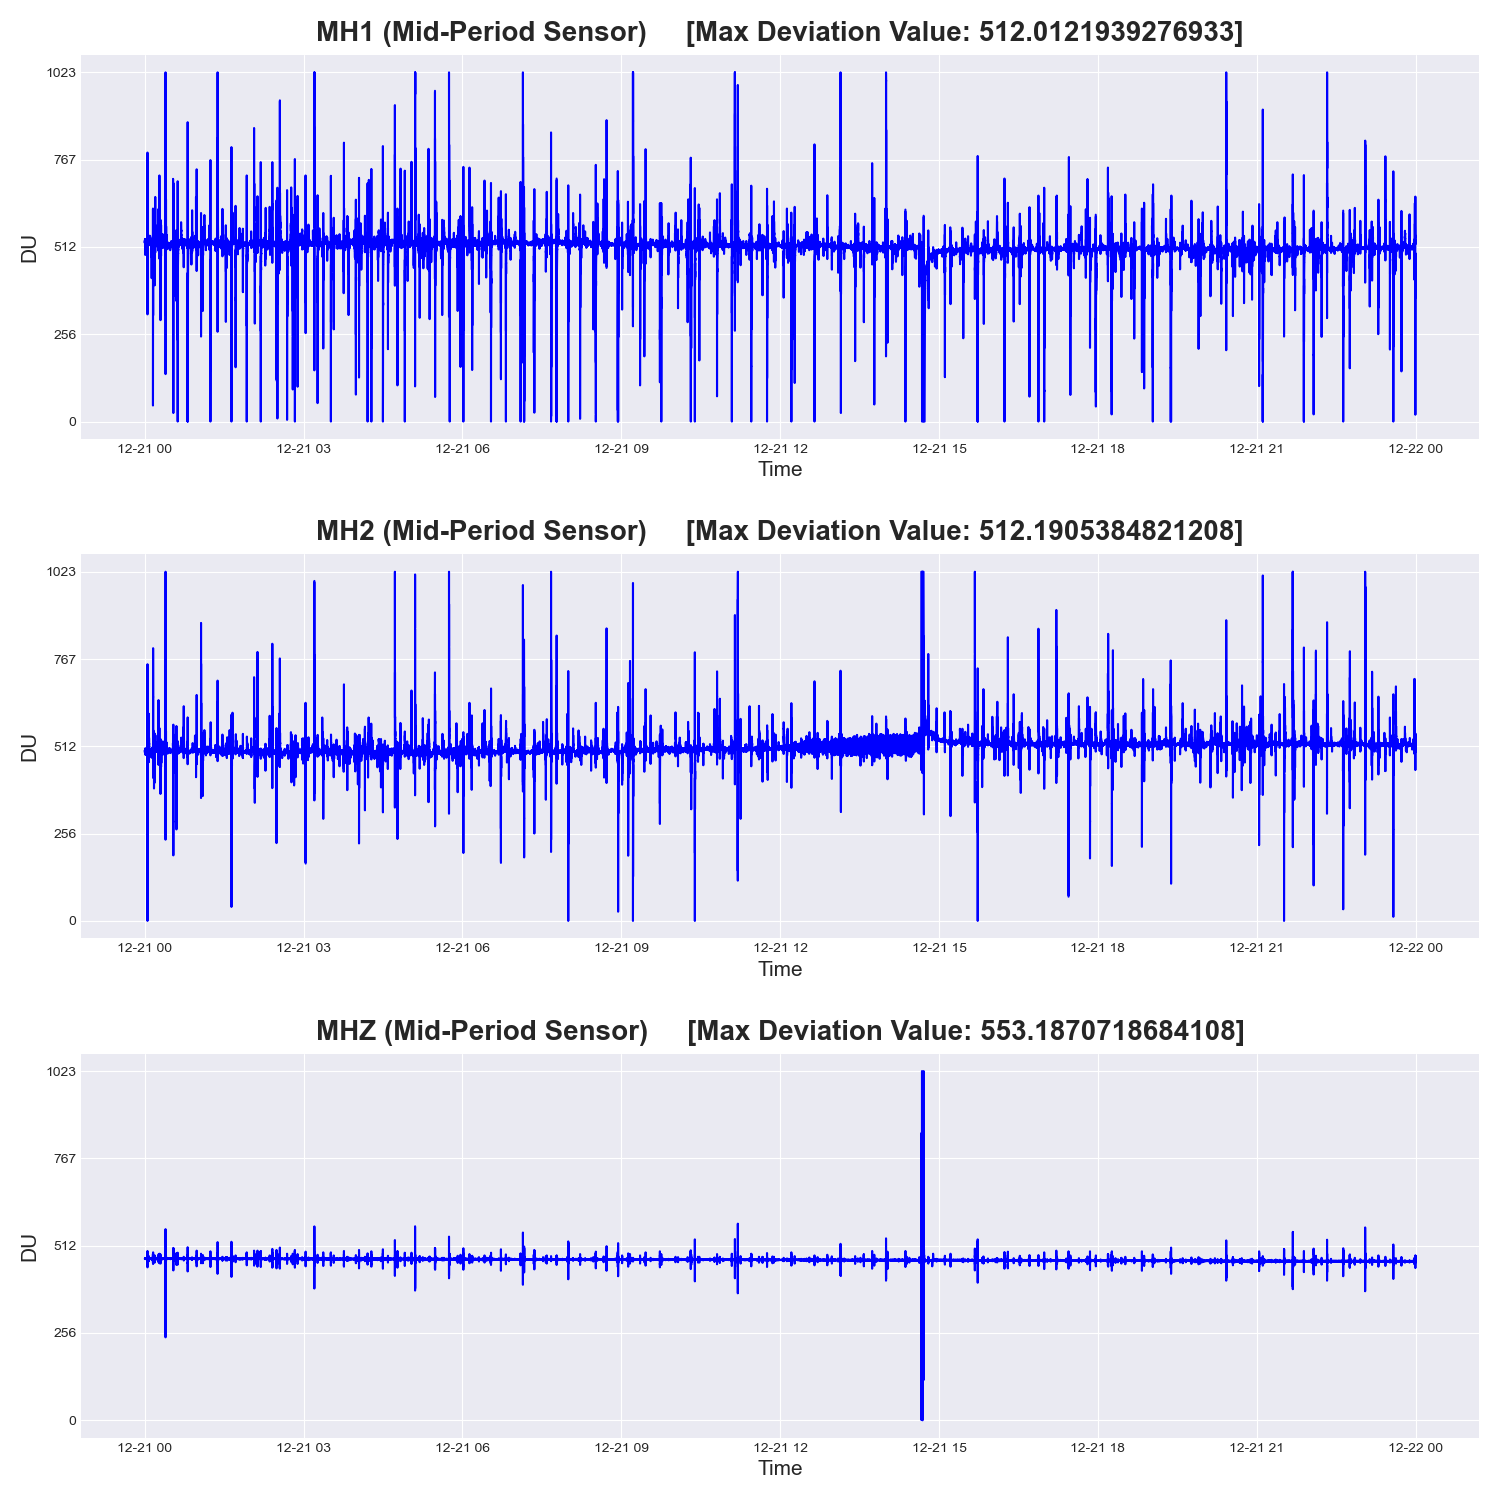 MH1 (Mid-Period Sensor) [Max Deviation Value: 512.0121939276933]
1023
767
512
256
0
DU
12-21 00 12-21 03 12-21 06 12-21 09 12-21 12 12-21 15 12-21 18 12-21 21 12-22 00
Time
MH2 (Mid-Period Sensor) [Max Deviation Value: 512.1905384821208]
1023
767
512
256
0
DU
12-21 00 12-21 03 12-21 06 12-21 09 12-21 12 12-21 15 12-21 18 12-21 21 12-22 00
Time
MHZ (Mid-Period Sensor) [Max Deviation Value: 553.1870718684108]
1023
767
512
256
0
DU
12-21 00 12-21 03 12-21 06 12-21 09 12-21 12 12-21 15 12-21 18 12-21 21 12-22 00
Time